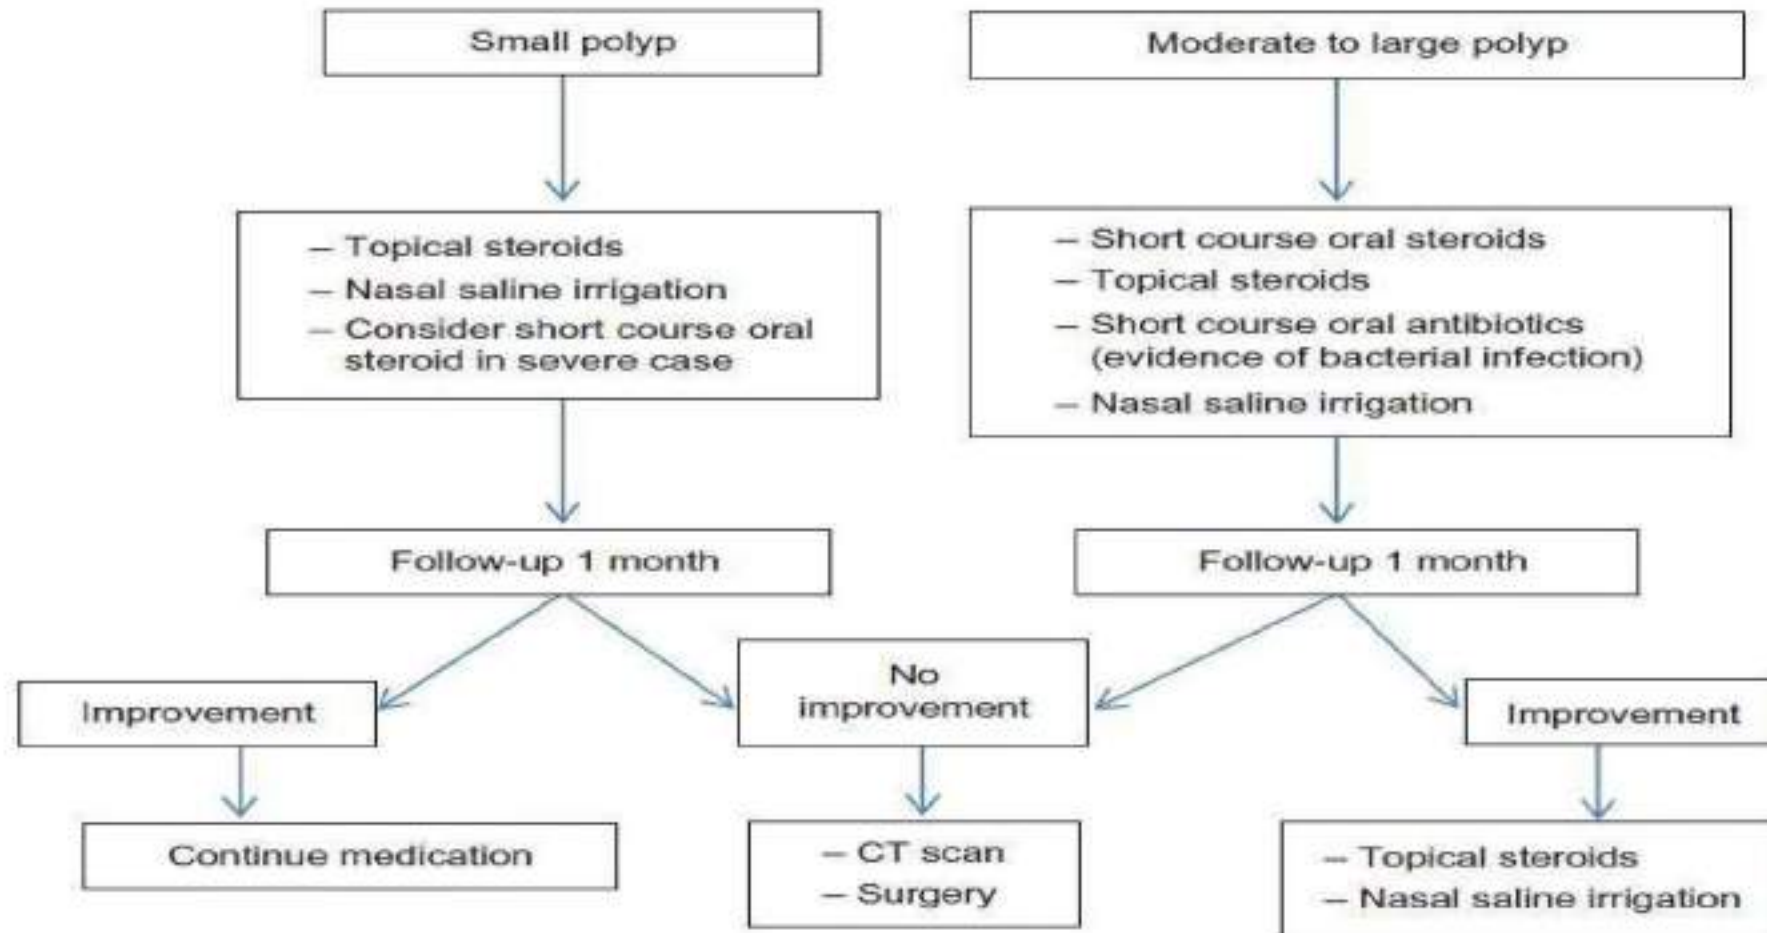 Small polyp
Moderate to large polyp
– Topical steroids
– Nasal saline irrigation
– Consider short course oral
steroid in severe case
– Short course oral steroids
– Topical steroids
– Short course oral antibiotics
(evidence of bacterial infection)
– Nasal saline irrigation
Follow-up 1 month
Follow-up 1 month
Improvement
No
improvement
Improvement
Continue medication
– CT scan
– Surgery
– Topical steroids
– Nasal saline irrigation